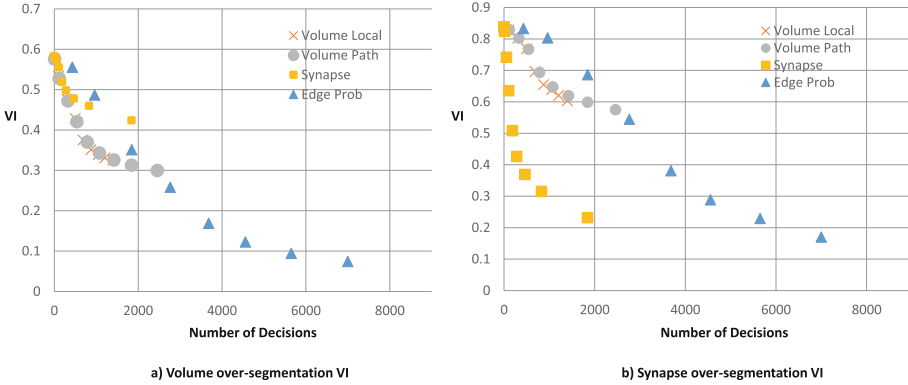 0.7
0.6
0.5
0.4
0.3
0.2
0.1
0
VI
Volume Local
Volume Path
Synapse
Edge Prob
0 2000 4000 6000 8000
Number of Decisions
a) Volume over-segmentation VI
0.9
0.8
0.7
0.6
0.5
0.4
0.3
0.2
0.1
0
VI
Volume Local
Volume Path
Synapse
Edge Prob
0 2000 4000 6000 8000
Number of Decisions
b) Synapse over-segmentation VI